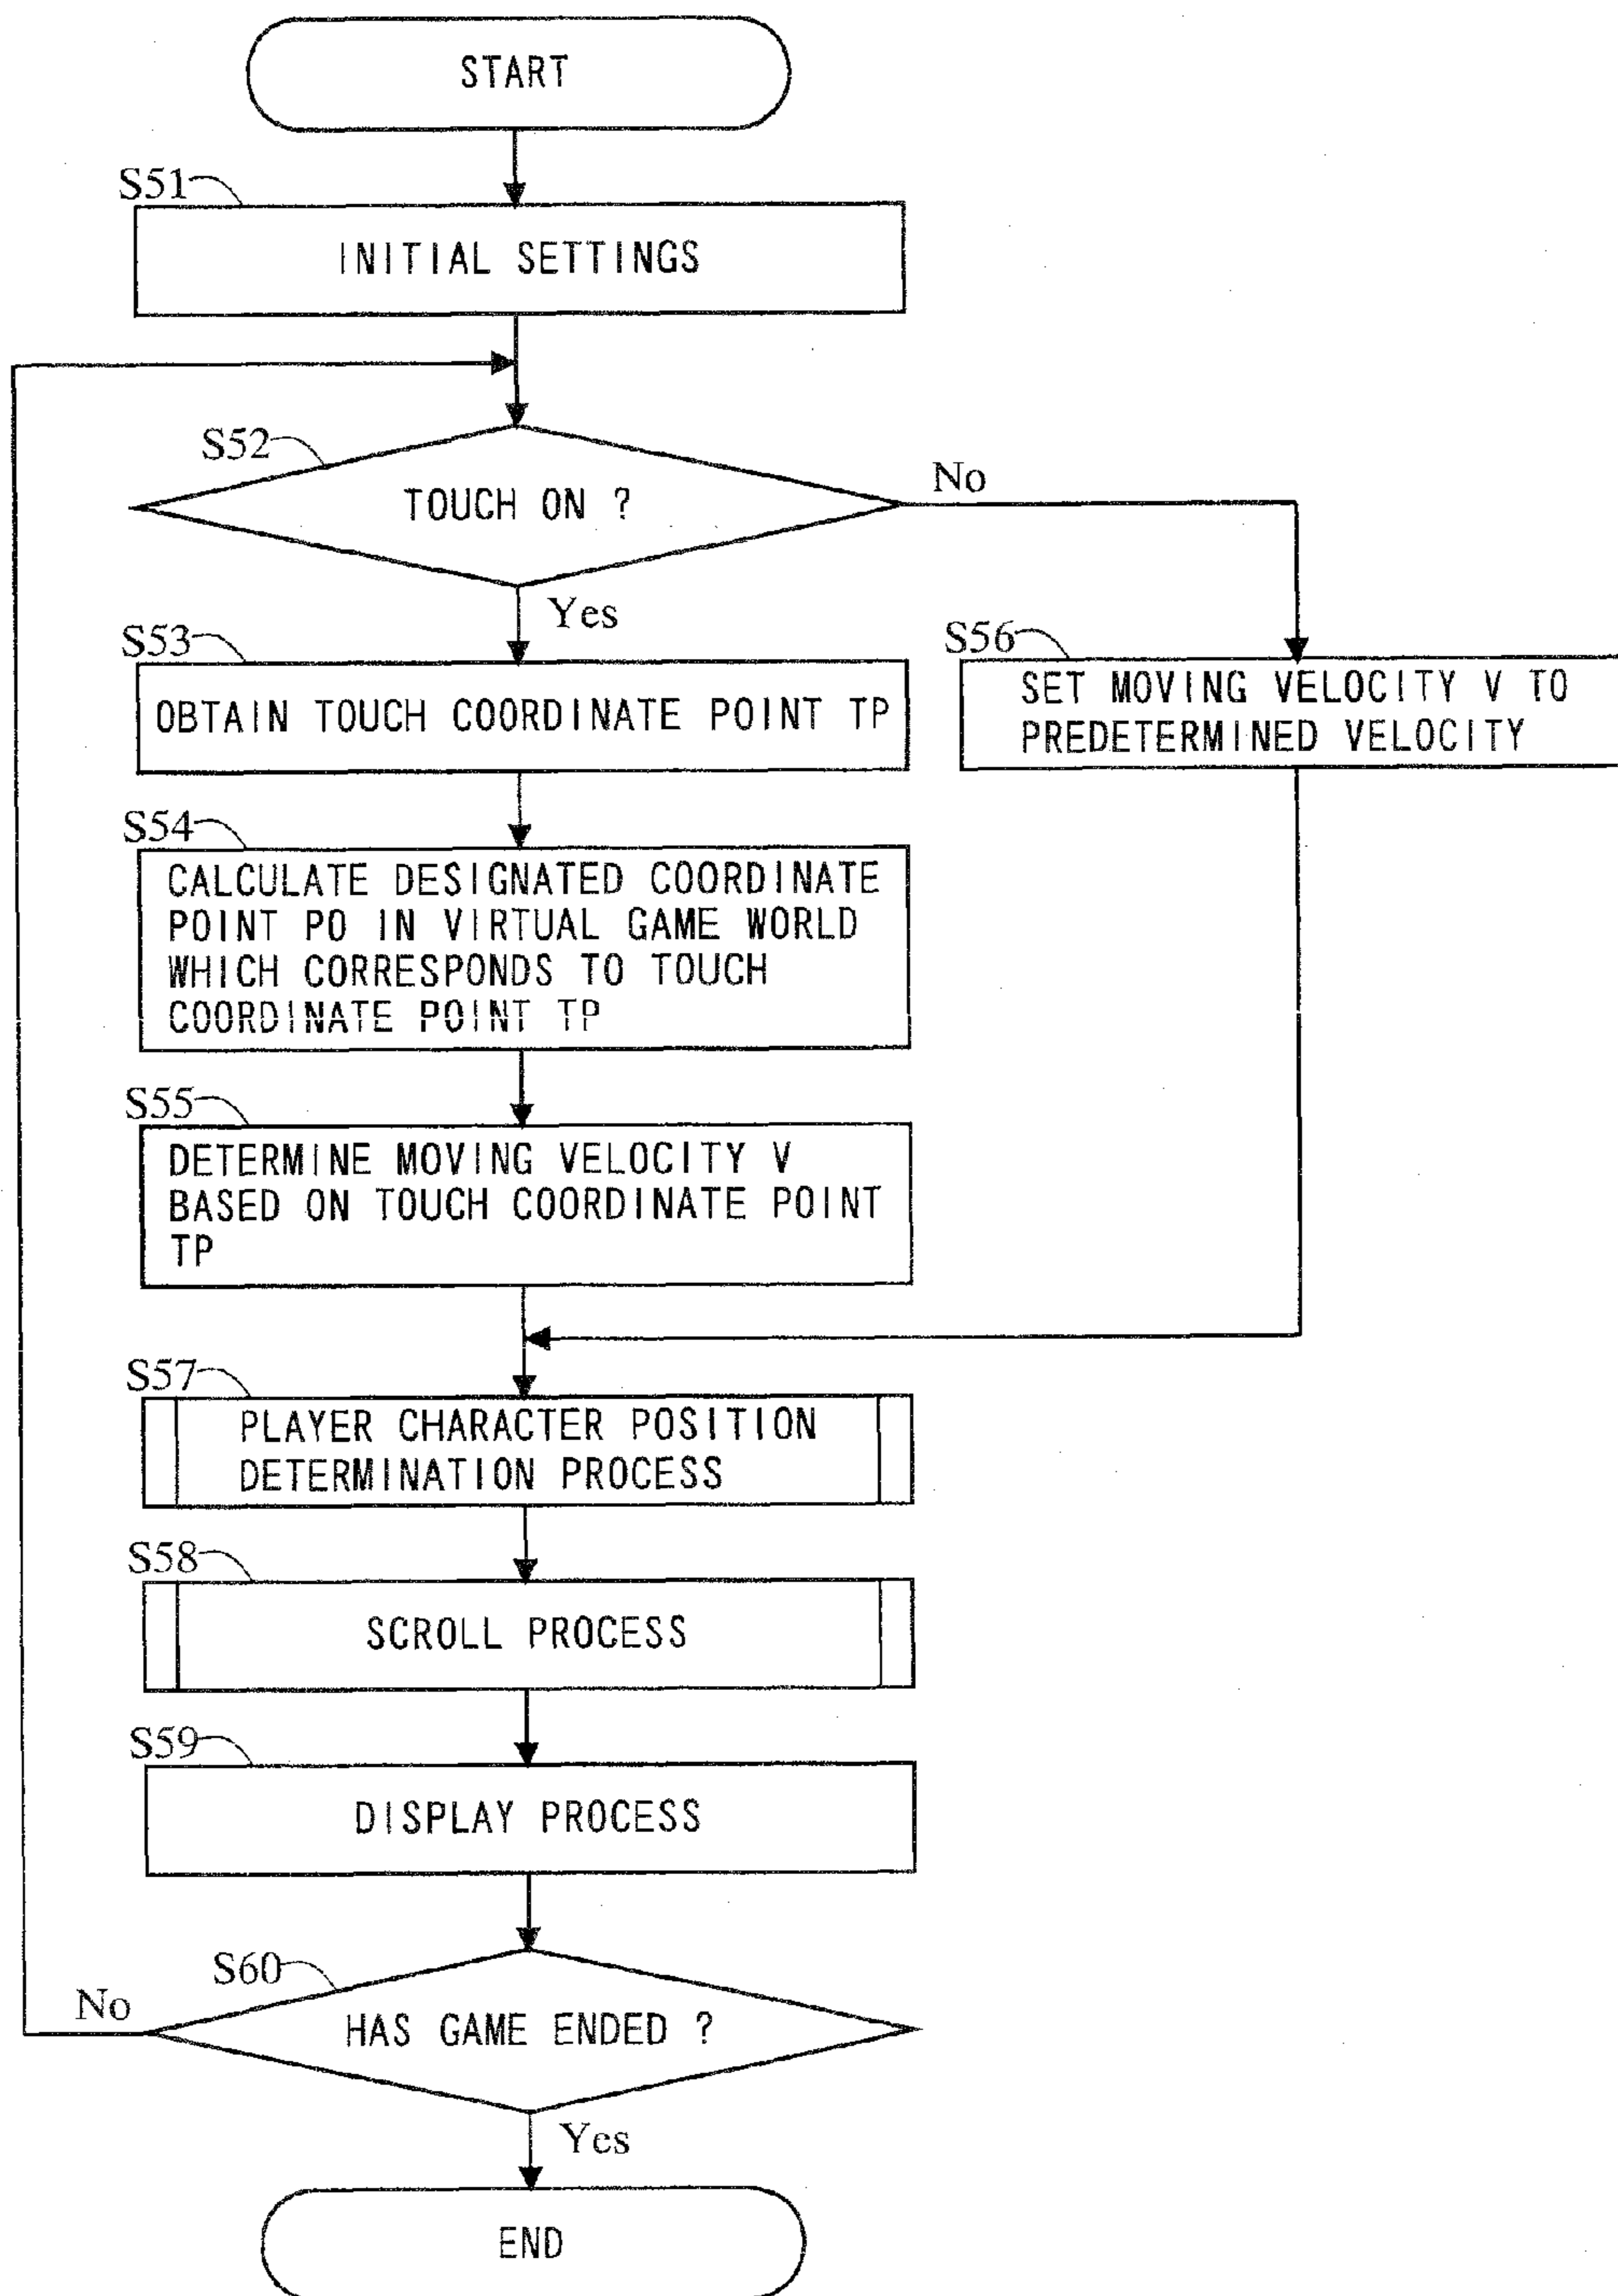 START
S51
INITIAL SETTINGS
S52
TOUCH ON ?
No
Yes
S53
OBTAIN TOUCH COORDINATE POINT TP
S56
SET MOVING VELOCITY V TO
PREDETERMINED VELOCITY
S54
CALCULATE DESIGNATED COORDINATE
POINT PO IN VIRTUAL GAME WORLD
WHICH CORRESPONDS TO TOUCH
COORDINATE POINT TP
S55
DETERMINE MOVING VELOCITY V
BASED ON TOUCH COORDINATE POINT
TP
S57
PLAYER CHARACTER POSITION
DETERMINATION PROCESS
S58
SCROLL PROCESS
S59
DISPLAY PROCESS
S60
No
HAS GAME ENDED ?
Yes
END